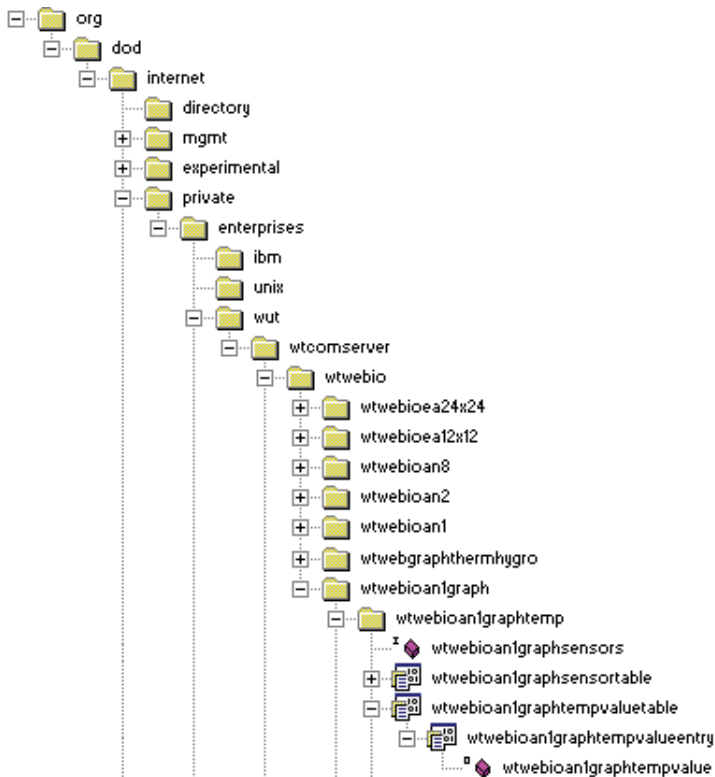 org
dod
internet
directory
mgmt
experimental
private
enterprises
ibm
unix
wut
wtcomserver
wtwebio
wtwebioea24x24
wtwebioea12x12
wtwebioan8
wtwebioan2
wtwebioan1
wtwebgraphthermhygro
wtwebioan1graph
wtwebioan1graphtemp
wtwebioan1graphsensors
wtwebioan1graphsensortable
wtwebioan1graphtempvaluetable
wtwebioan1graphtempvalueentry
wtwebioan1graphtempvalue